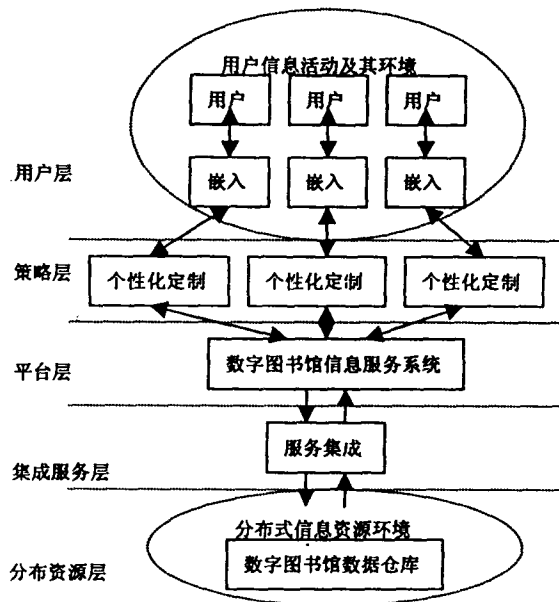 用户信息活动及其环境
用户 用户 用户
嵌入 嵌入 嵌入
用户层
个性化定制 个性化定制 个性化定制
策略层
数字图书馆信息服务系统
平台层
服务集成
集成服务层
分布式信息资源环境
数字图书馆数据仓库
分布资源层